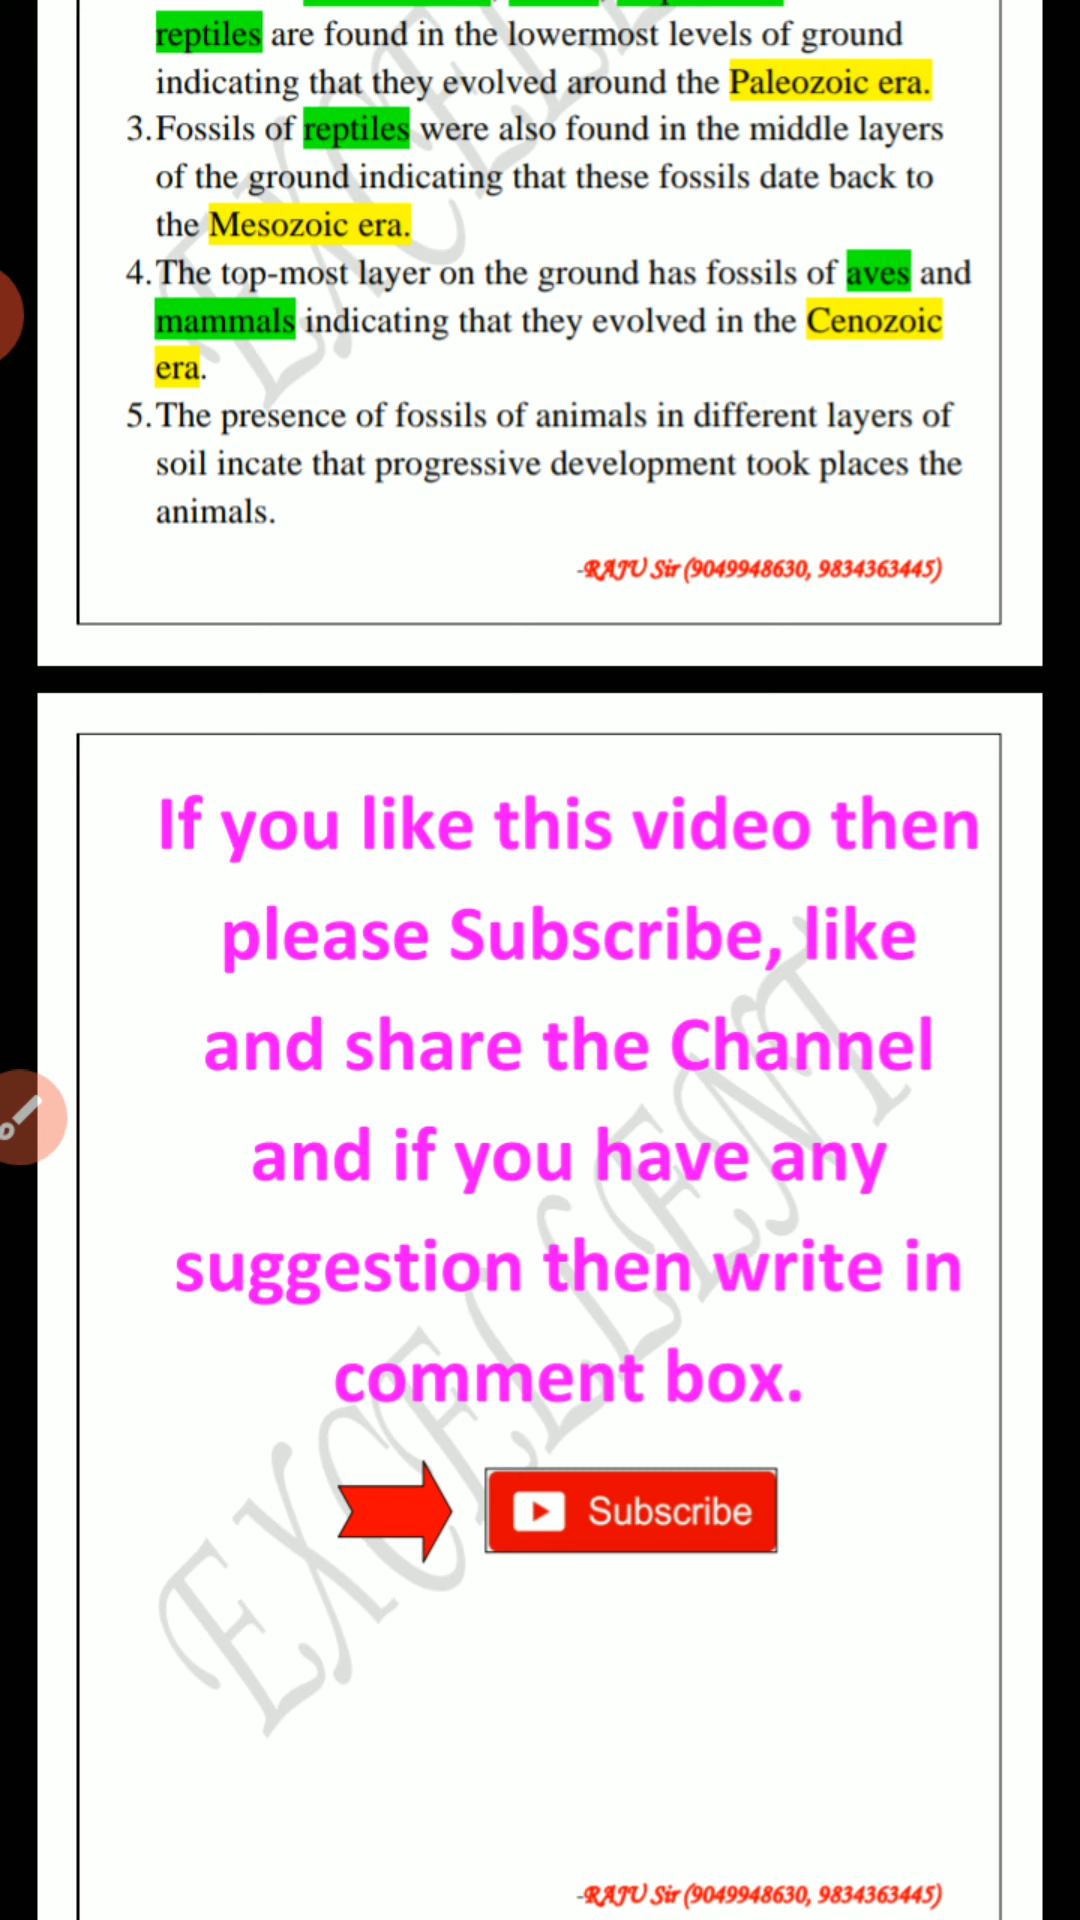 reptiles are found in the lowermost levels of ground
indicating that they evolved around the Paleozoic era.
3.Fossils of reptiles were also found in the middle layers
of the ground indicating that these fossils date back to
the Mesozoic era.
4.The top-most layer on the ground has fossils of aves and
mammals indicating that they evolved in the Cenozoic
era.
5.The presence of fossils of animals in different layers of
soil incate that progressive development took places the
animals.
-RAJU Sir (9049948630, 9834363445)
If you like this video then
please Subscribe, like
and share the Channel
and if you have any
suggestion then write in
comment box.
Subscribe
EXCELLENT
-RAJU Sir (9049948630, 9834363445)